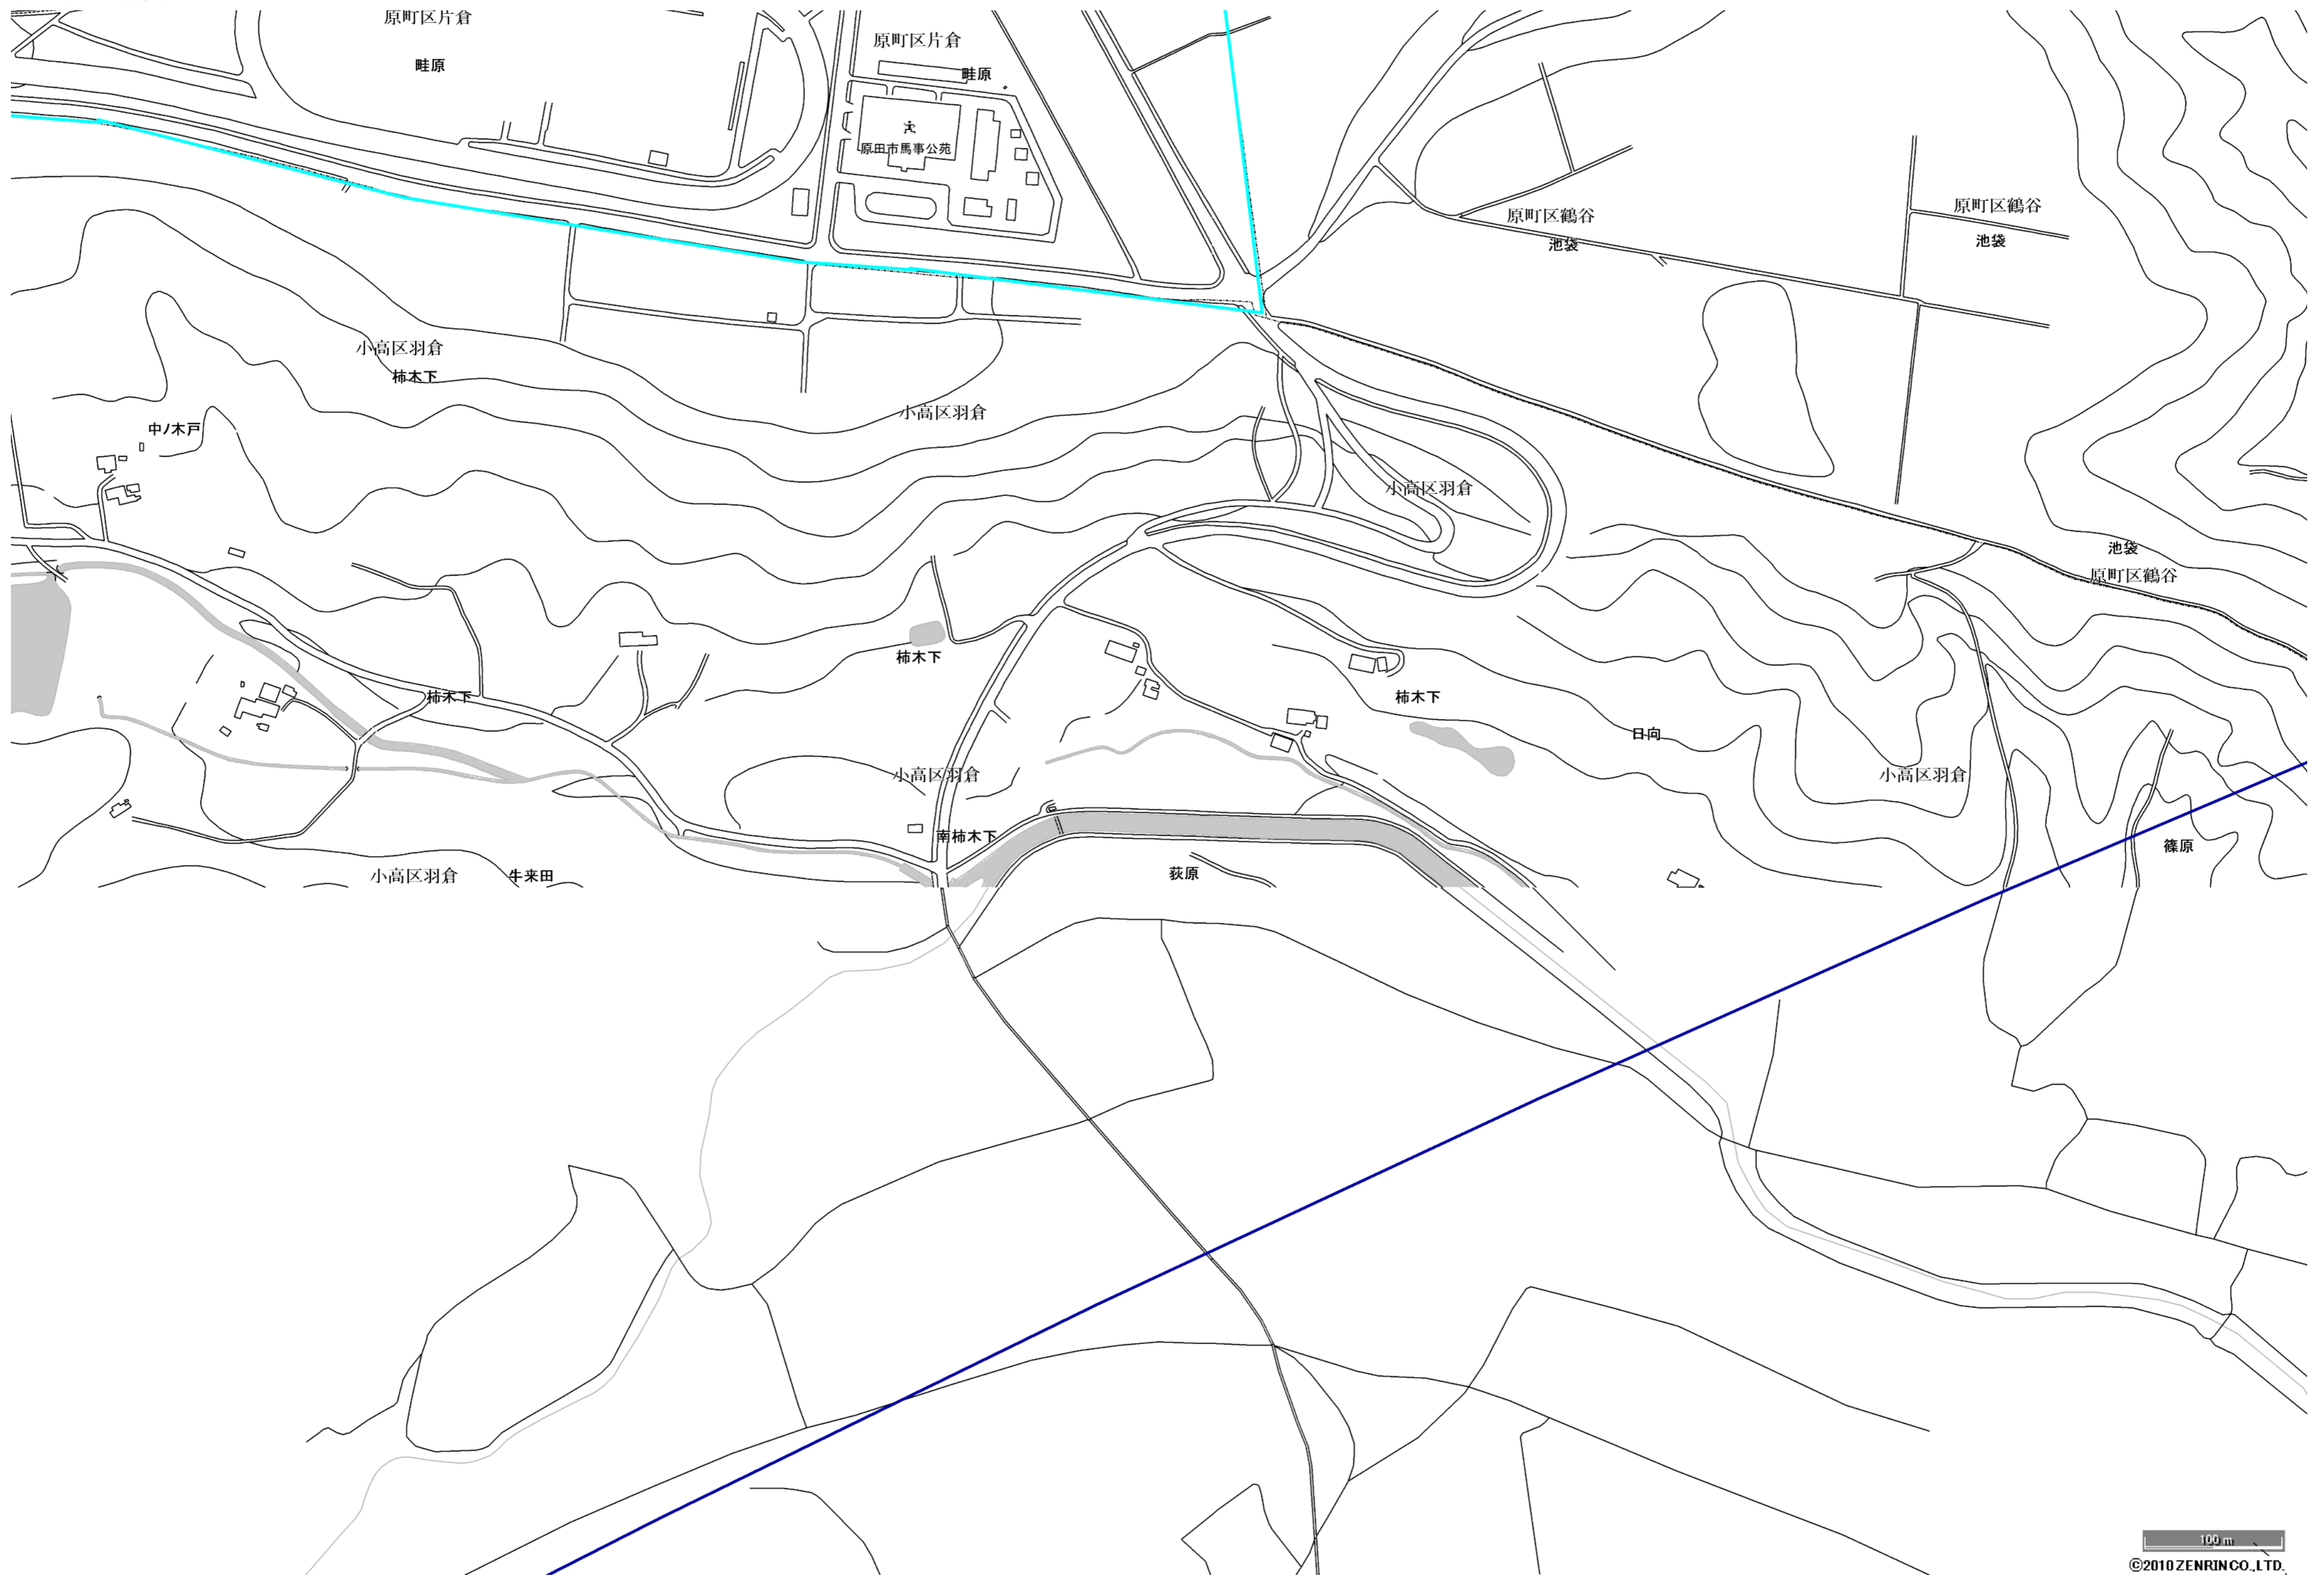 原町区片倉
原町区片倉
畦原
畦原
原田市馬事公苑
原町区鶴谷
原町区鶴谷
池袋
池袋
小高区羽倉
柿木下
小高区羽倉
中ノ木戸
小高区羽倉
池袋
原町区鶴谷
柿木下
柿木下
柿木下
日向
小高区羽倉
小高区羽倉
南柿木下
篠原
小高区羽倉
牛来田
荻原
100 m
©2010 ZENRIN CO., LTD.